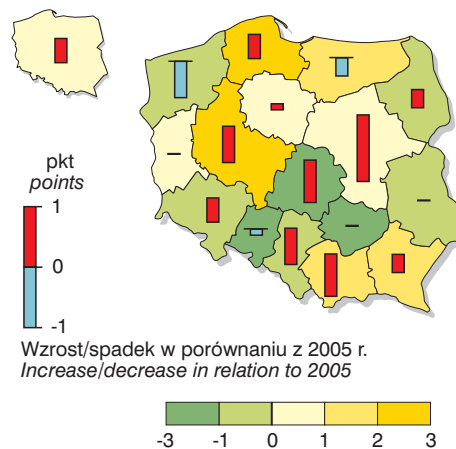 pkt
points
1
0
-1
Wzrost/spadek w porównaniu z 2005 r.
Increase/decrease in relation to 2005
-3 -1 0 1 2 3